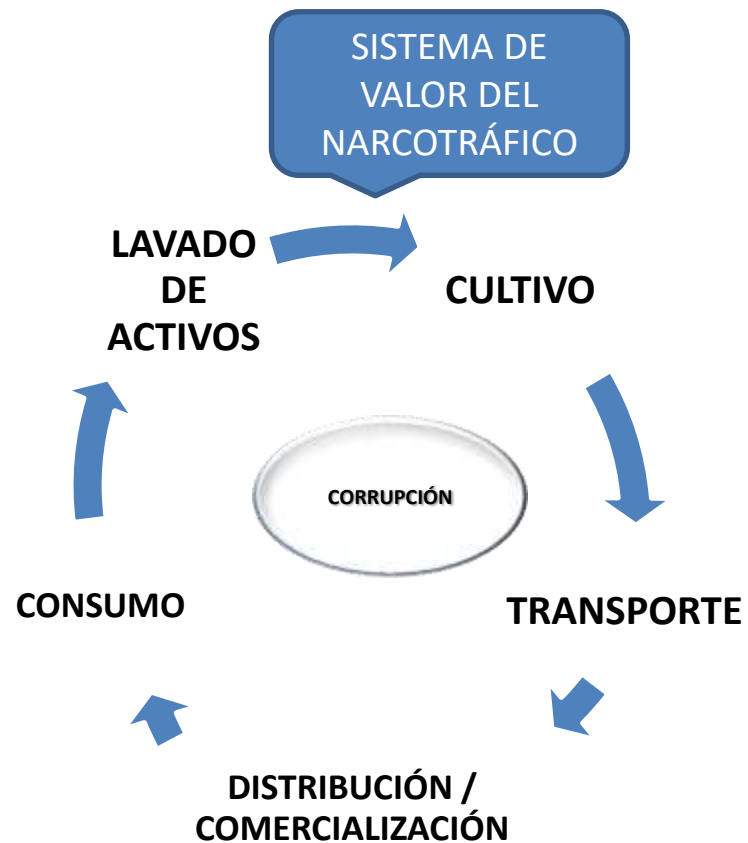 SISTEMA DE
VALOR DEL
NARCOTRÁFICO
LAVADO
DE
ACTIVOS
CULTIVO
CORRUPCIÓN
CONSUMO
TRANSPORTE
DISTRIBUCIÓN /
COMERCIALIZACIÓN